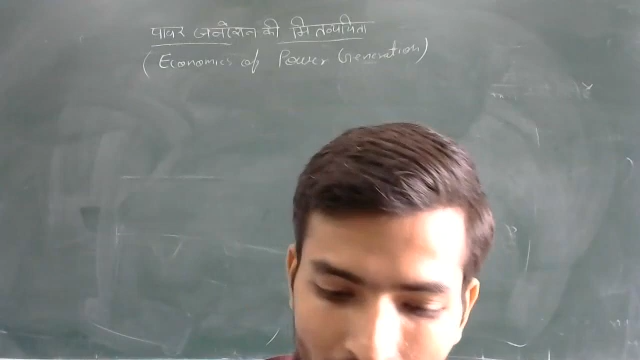 पावर जनरेशन की मितव्ययिता
(Economics of Power Generation)